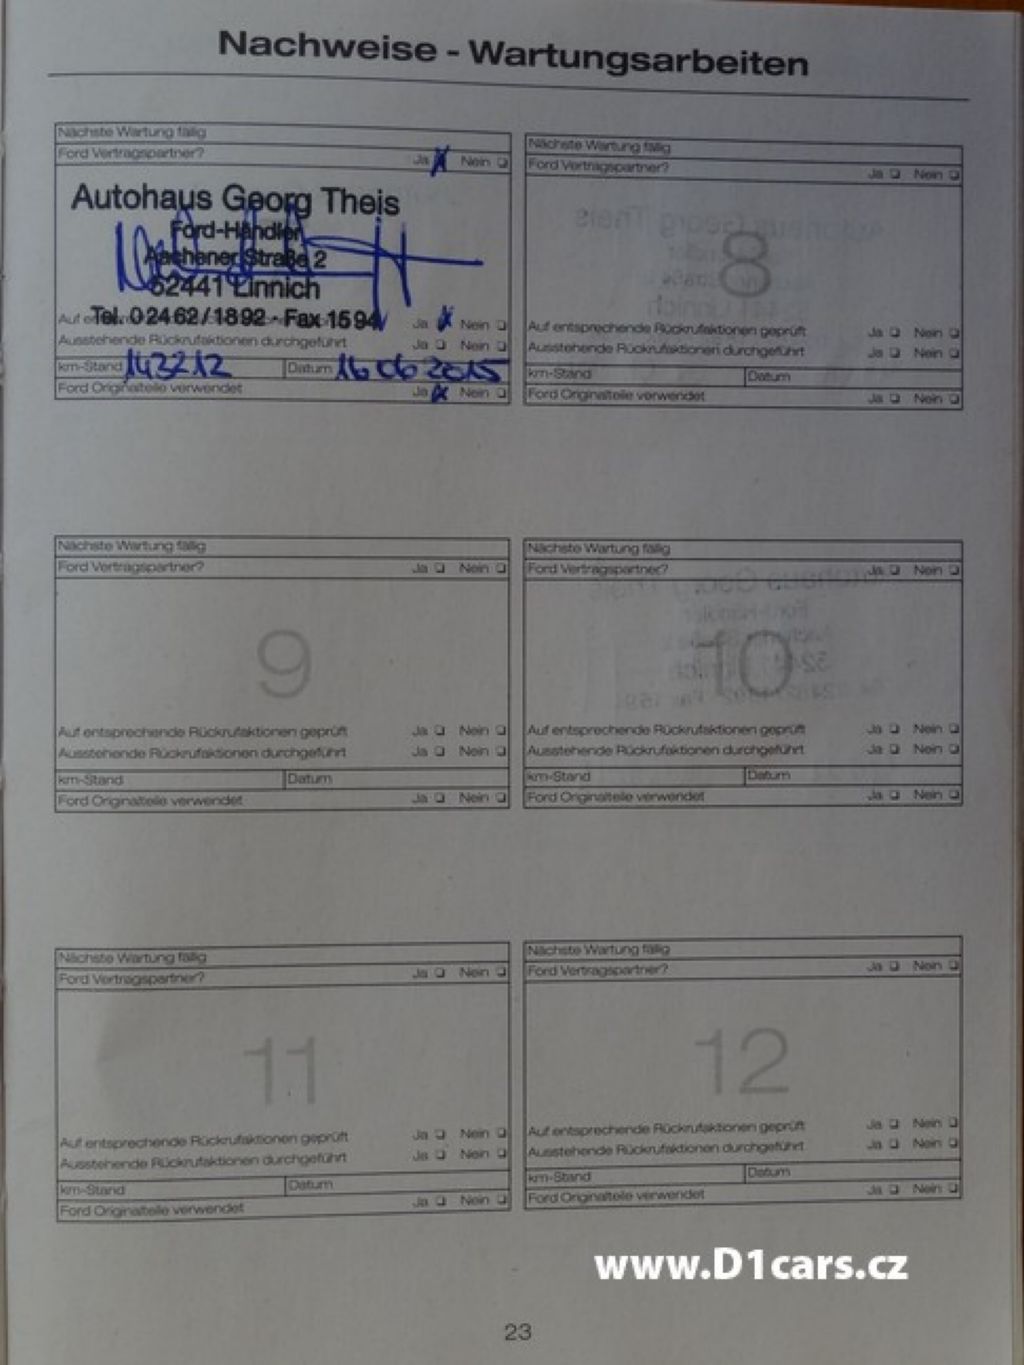 Nachweise - Wartungsarbeiten
Nächste Wartung fällig
Ford Vertragspartner? Ja Nein
Autohaus Georg Theis
Ford-Händler
Aachener Straße 2
52441 Linnich
Tel. 02462/1892 - Fax 1594
Auf Ja Nein
Ausstehende Rückrufaktionen durchgeführt Ja Nein
km-Stand 143212 Datum 16 06 2015
Ford Originalteile verwendet Ja Nein
Nächste Wartung fällig
Ford Vertragspartner? Ja Nein
8
Auf entsprechende Rückrufaktionen geprüft Ja Nein
Ausstehende Rückrufaktionen durchgeführt Ja Nein
km-Stand Datum
Ford Originalteile verwendet Ja Nein
Nächste Wartung fällig
Ford Vertragspartner? Ja Nein
9
Auf entsprechende Rückrufaktionen geprüft Ja Nein
Ausstehende Rückrufaktionen durchgeführt Ja Nein
km-Stand Datum
Ford Originalteile verwendet Ja Nein
Nächste Wartung fällig
Ford Vertragspartner? Ja Nein
10
Auf entsprechende Rückrufaktionen geprüft Ja Nein
Ausstehende Rückrufaktionen durchgeführt Ja Nein
km-Stand Datum
Ford Originalteile verwendet Ja Nein
Nächste Wartung fällig
Ford Vertragspartner? Ja Nein
11
Auf entsprechende Rückrufaktionen geprüft Ja Nein
Ausstehende Rückrufaktionen durchgeführt Ja Nein
km-Stand Datum
Ford Originalteile verwendet Ja Nein
Nächste Wartung fällig
Ford Vertragspartner? Ja Nein
12
Auf entsprechende Rückrufaktionen geprüft Ja Nein
Ausstehende Rückrufaktionen durchgeführt Ja Nein
km-Stand Datum
Ford Originalteile verwendet Ja Nein
www.D1cars.cz
23